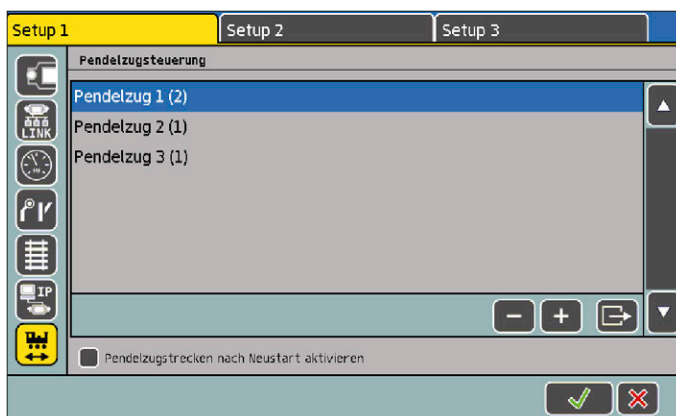 Setup 1
Setup 2
Setup 3
Pendelzugsteuerung
Pendelzug 1 (2)
LINK
Pendelzug 2 (1)
Pendelzug 3 (1)
IP
Pendelzugstrecken nach Neustart aktivieren